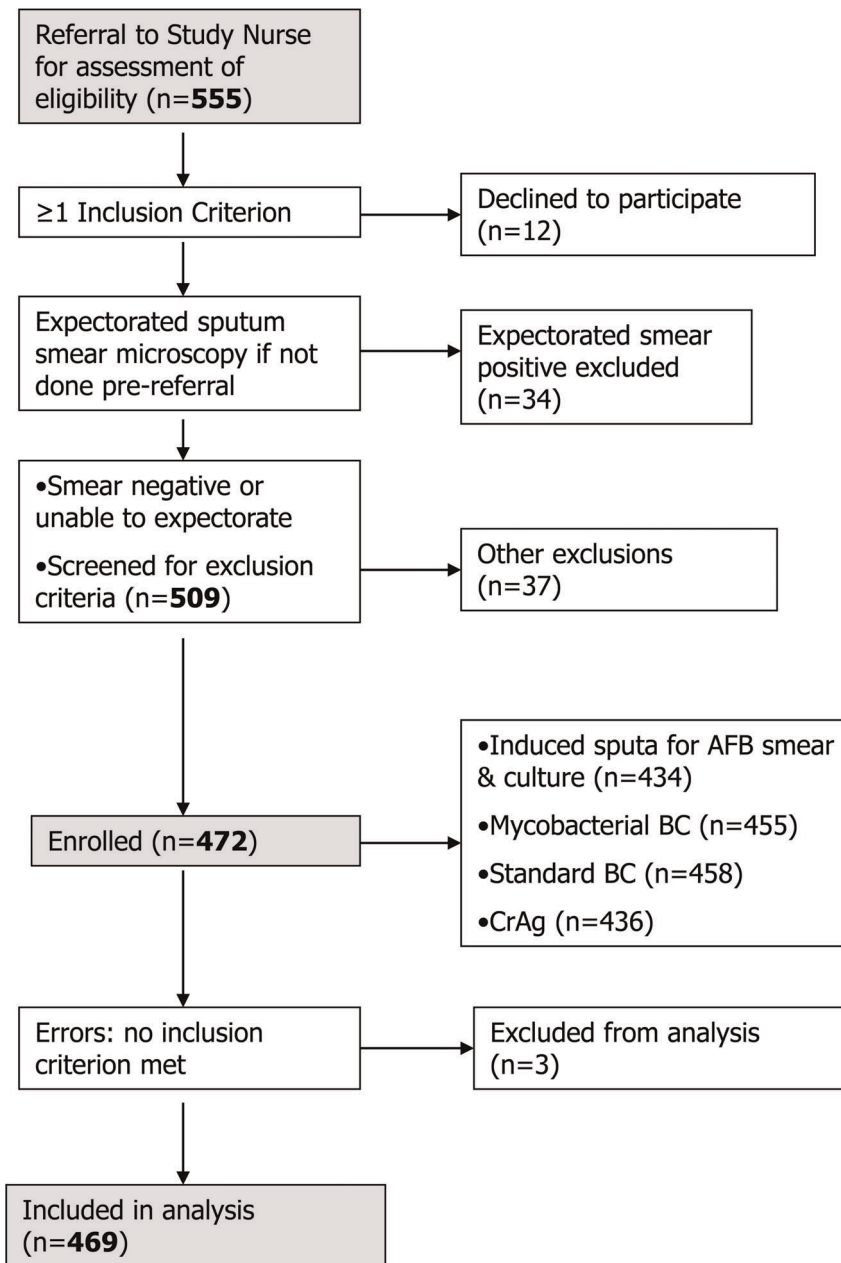 Referral to Study Nurse
for assessment of
eligibility (n=555)
≥1 Inclusion Criterion
Declined to participate
(n=12)
Expectorated sputum
smear microscopy if not
done pre-referral
Expectorated smear
positive excluded
(n=34)
•Smear negative or
unable to expectorate
•Screened for exclusion
criteria (n=509)
Other exclusions
(n=37)
Enrolled (n=472)
•Induced sputa for AFB smear
& culture (n=434)
•Mycobacterial BC (n=455)
•Standard BC (n=458)
•CrAg (n=436)
Errors: no inclusion
criterion met
Excluded from analysis
(n=3)
Included in analysis
(n=469)